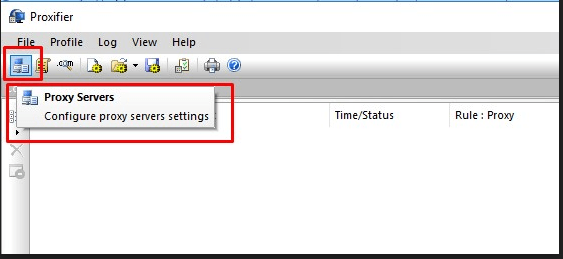 Proxifier
File Profile Log View Help
.com
Proxy Servers
Configure proxy servers settings
Time/Status Rule : Proxy